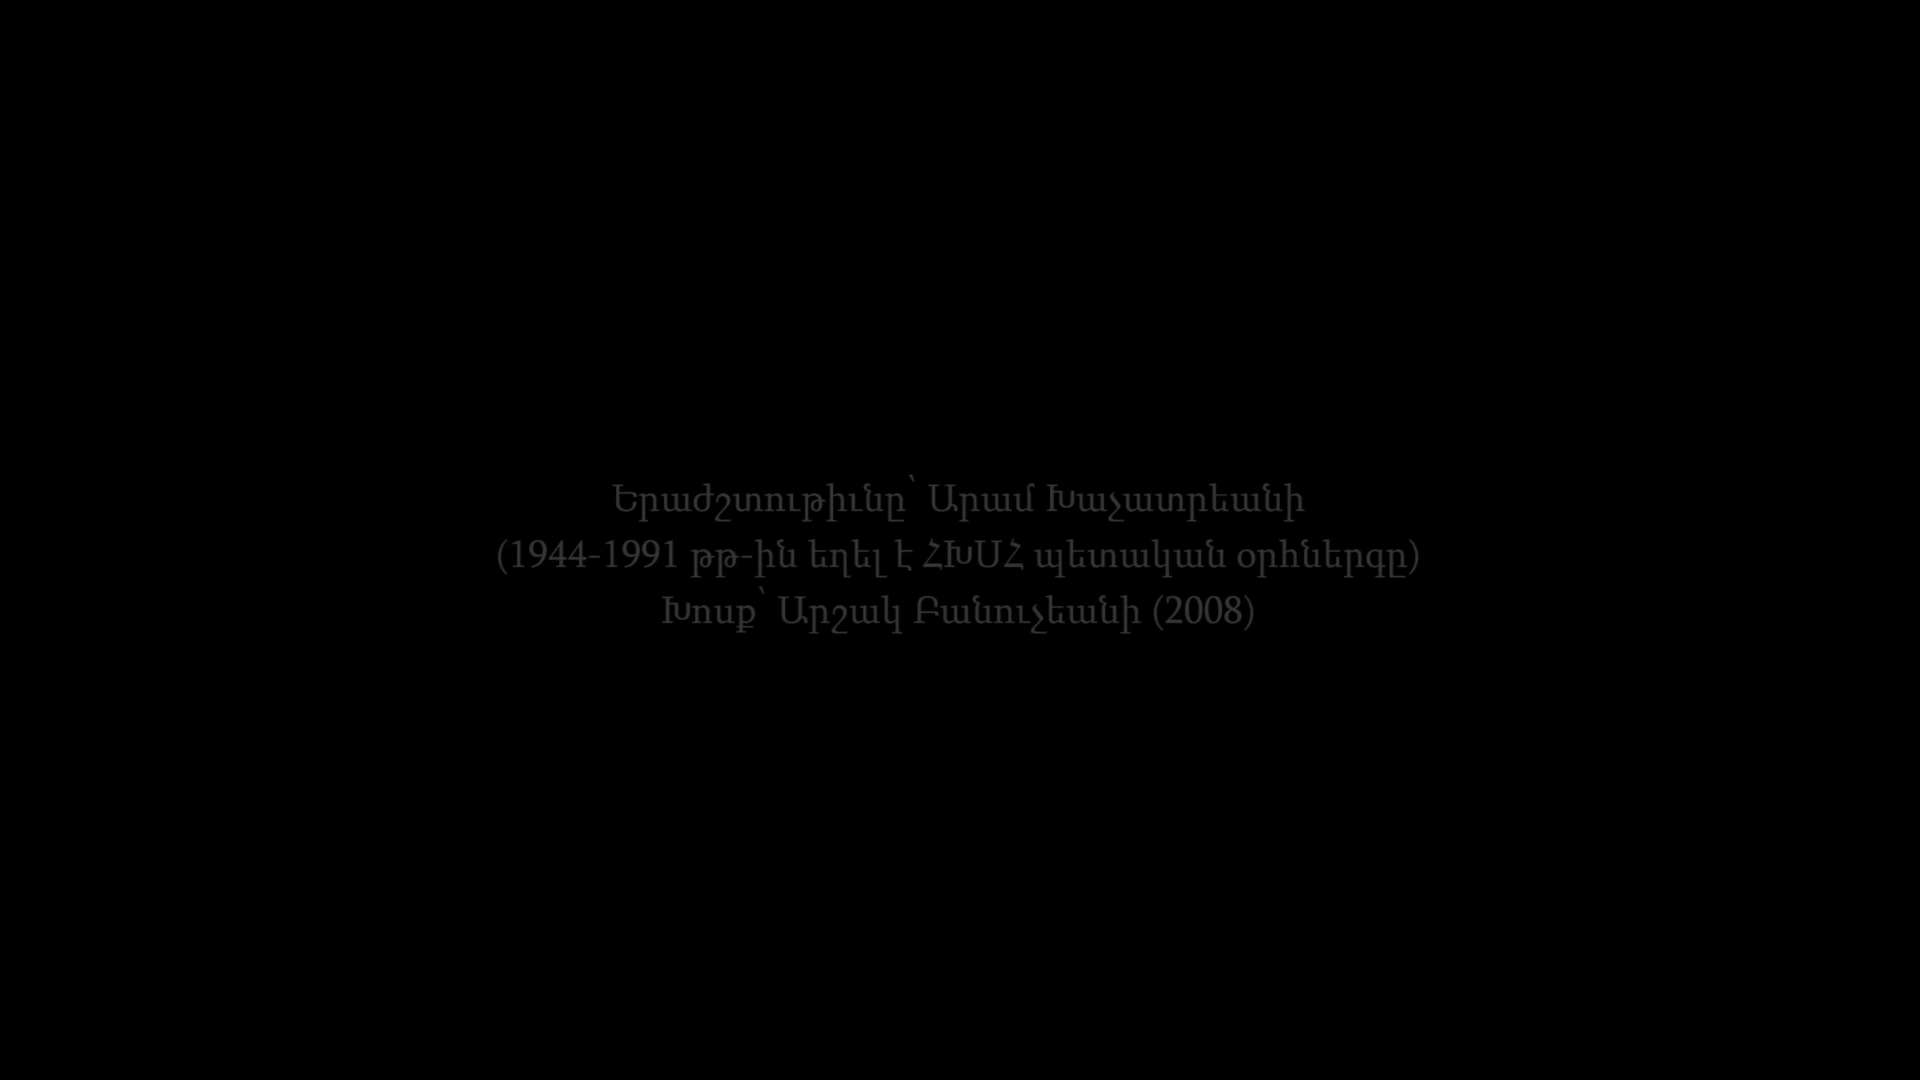 Երաժշտութիւնը՝ Արամ Խաչատրեանի
(1944-1991 թթ-ին եղել է ՀԽՍՀ պետական օրհներգը)
Խոսք՝ Արշակ Բանուչեանի (2008)